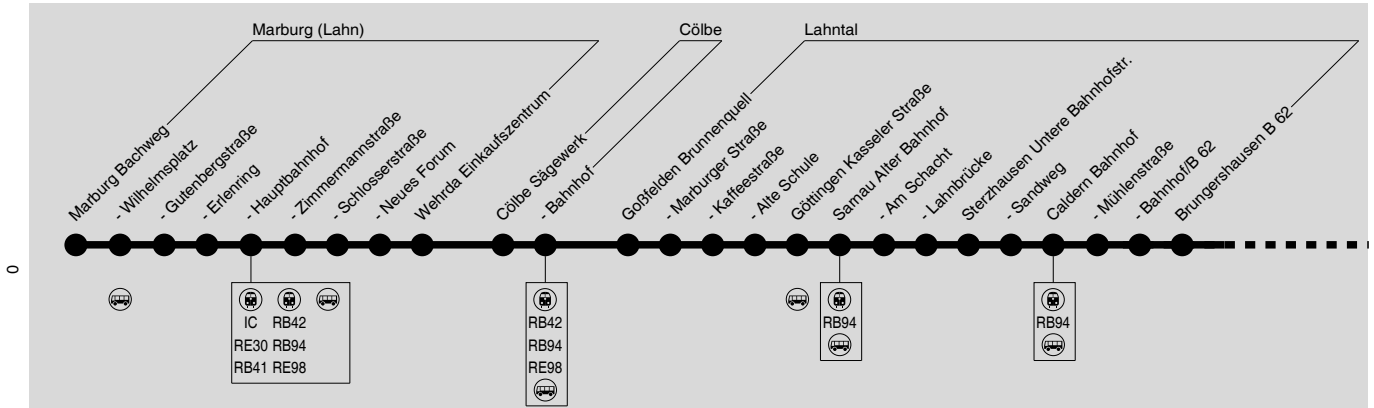 Marburg (Lahn)
Cölbe
Lahntal
Marburg Bachweg
- Wilhelmsplatz
- Gutenbergstraße
- Erlenring
- Hauptbahnhof
- Zimmermannstraße
- Schlosserstraße
- Neues Forum
Wehrda Einkaufszentrum
Cölbe Sägewerk
- Bahnhof
Goßfelden Brunnenquell
- Marburger Straße
- Kaffeestraße
- Alte Schule
Göttingen Kasseler Straße
Sarnau Alter Bahnhof
- Am Schacht
- Lahnbrücke
Sterzhausen Untere Bahnhofstr.
- Sandweg
Caldern Bahnhof
- Mühlenstraße
- Bahnhof/B 62
Brungershausen B 62
0
IC RB42
RE30 RB94
RB41 RE98
RB42
RB94
RE98
RB94
RB94